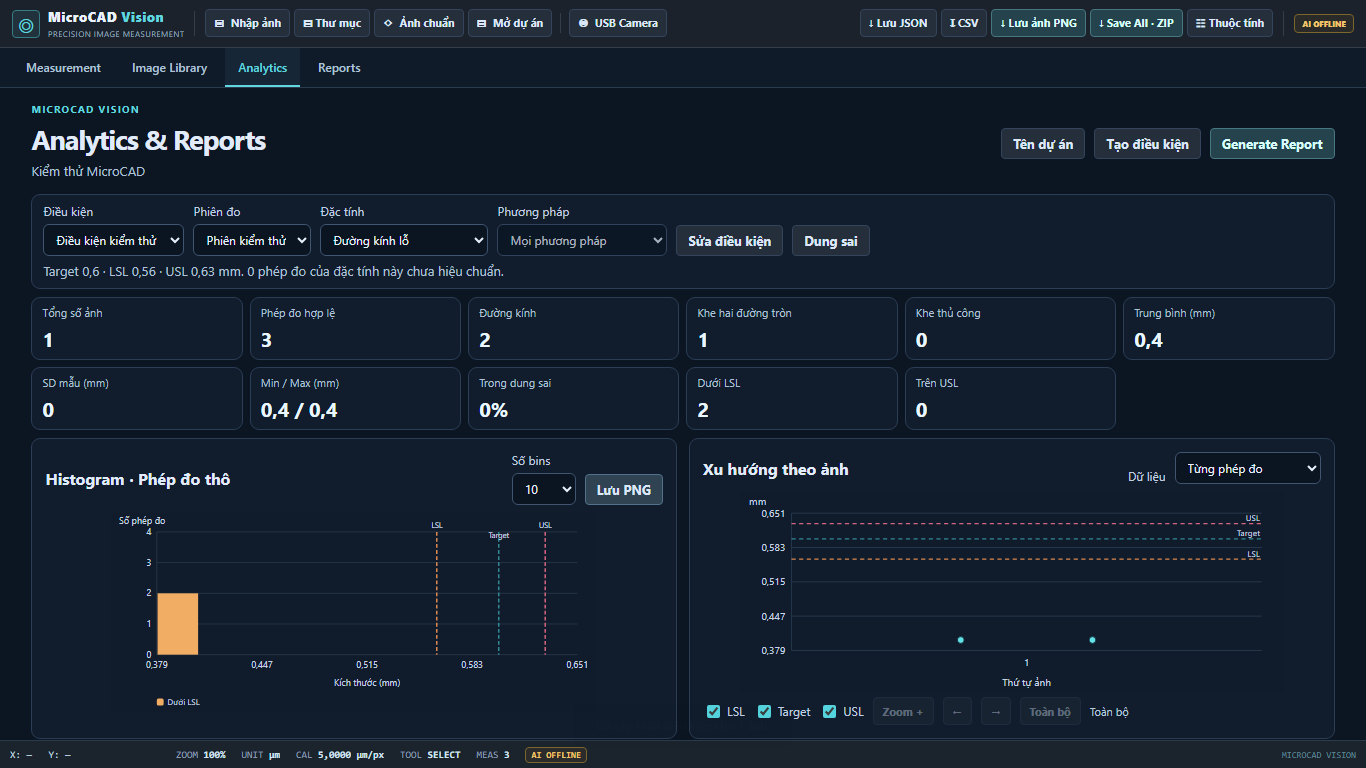 MicroCAD Vision
PRECISION IMAGE MEASUREMENT
Nhập ảnh
Thư mục
Ảnh chuẩn
Mở dự án
USB Camera
↓ Lưu JSON
↧ CSV
↓ Lưu ảnh PNG
↓ Save All · ZIP
Thuộc tính
AI OFFLINE
Measurement
Image Library
Analytics
Reports
MICROCAD VISION
Analytics & Reports
Kiểm thử MicroCAD
Tên dự án
Tạo điều kiện
Generate Report
Điều kiện
Phiên đo
Đặc tính
Phương pháp
Điều kiện kiểm thử
Phiên kiểm thử
Đường kính lỗ
Mọi phương pháp
Sửa điều kiện
Dung sai
Target 0,6 · LSL 0,56 · USL 0,63 mm. 0 phép đo của đặc tính này chưa hiệu chuẩn.
Tổng số ảnh
1
Phép đo hợp lệ
3
Đường kính
2
Khe hai đường tròn
1
Khe thủ công
0
Trung bình (mm)
0,4
SD mẫu (mm)
0
Min / Max (mm)
0,4 / 0,4
Trong dung sai
0%
Dưới LSL
2
Trên USL
0
Histogram · Phép đo thô
Số bins
10
Lưu PNG
Số phép đo
LSL
Target
USL
4
3
2
1
0
0,379
0,447
0,515
0,583
0,651
Kích thước (mm)
Dưới LSL
Xu hướng theo ảnh
Dữ liệu
Từng phép đo
mm
0,651
0,583
0,515
0,447
0,379
USL
Target
LSL
1
Thứ tự ảnh
LSL
Target
USL
Zoom +
←
→
Toàn bộ
Toàn bộ
X: —
Y: —
ZOOM 100%
UNIT µm
CAL 5,0000 µm/px
TOOL SELECT
MEAS 3
AI OFFLINE
MICROCAD VISION